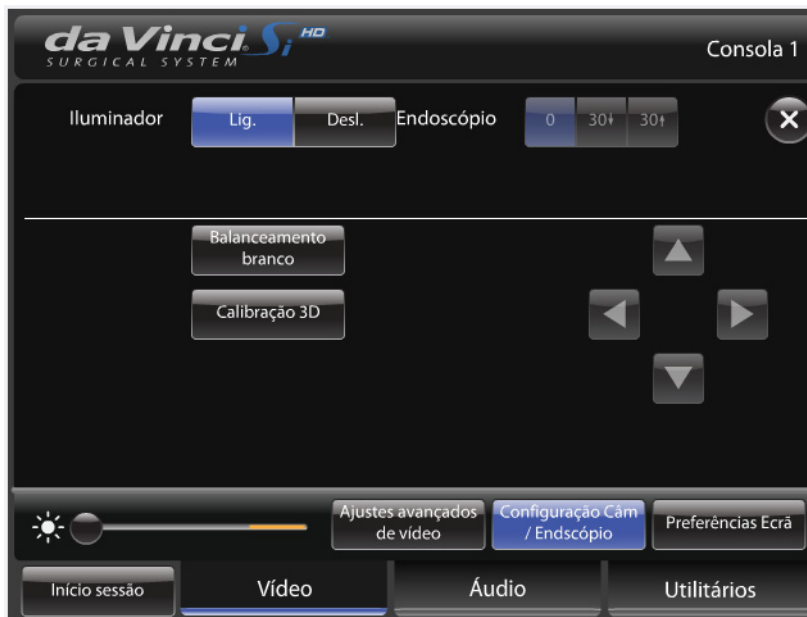 da Vinci. Si HD
SURGICAL SYSTEM
Consola 1
Iluminador
Lig.
Desl.
Endoscópio
0
30↓
30↑
Balanceamento
branco
Calibração 3D
Ajustes avançados
de vídeo
Configuração Câm
/ Endscópio
Preferências Ecrã
Início sessão
Vídeo
Áudio
Utilitários